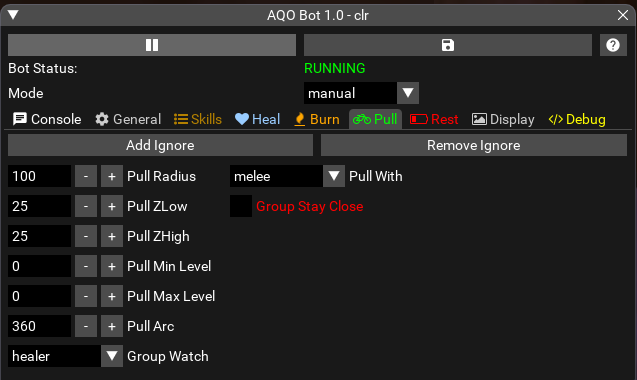 AQO Bot 1.0 - clr
Bot Status: RUNNING
Mode manual
Console General Skills Heal Burn Pull Rest Display Debug
Add Ignore Remove Ignore
100 - + Pull Radius melee Pull With
25 - + Pull ZLow Group Stay Close
25 - + Pull ZHigh
0 - + Pull Min Level
0 - + Pull Max Level
360 - + Pull Arc
healer Group Watch